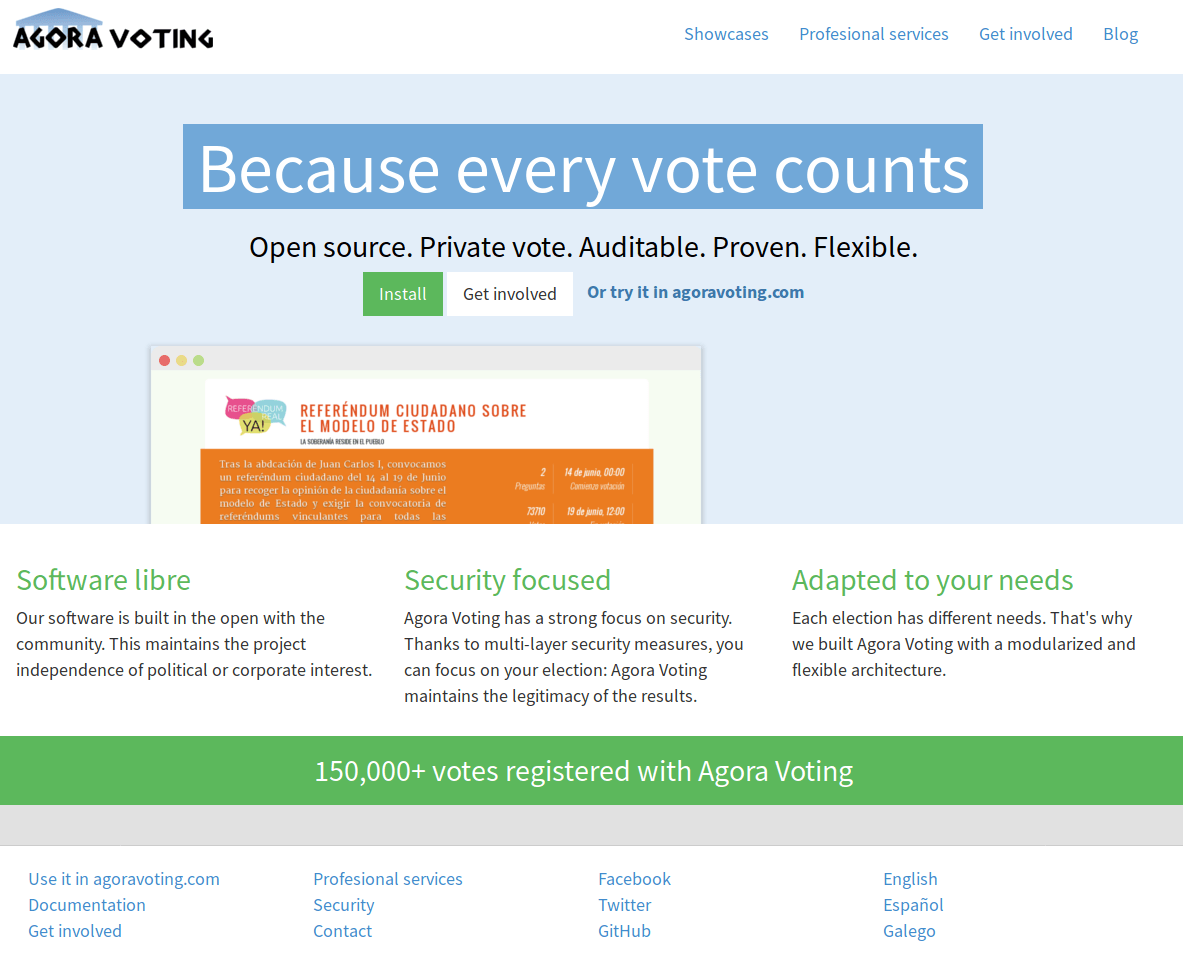 AGORA VOTING
Showcases
Profesional services
Get involved
Blog
Because every vote counts
Open source. Private vote. Auditable. Proven. Flexible.
Install
Get involved
Or try it in agoravoting.com
REFERÉNDUM
REAL
YA!
REFERÉNDUM CIUDADANO SOBRE
EL MODELO DE ESTADO
LA SOBERANÍA RESIDE EN EL PUEBLO
Tras la abdcación de Juan Carlos I, convocamos
un referéndum ciudadano del 14 al 19 de Junio
para recoger la opinión de la ciudadanía sobre el
modelo de Estado y exigir la convocatoria de
referéndums vinculantes para todas las
2
Preguntas
14 de junio, 00:00
Comienzo votación
73710
19 de junio, 12:00
Software libre
Our software is built in the open with the
community. This maintains the project
independence of political or corporate interest.
Security focused
Agora Voting has a strong focus on security.
Thanks to multi-layer security measures, you
can focus on your election: Agora Voting
maintains the legitimacy of the results.
Adapted to your needs
Each election has different needs. That's why
we built Agora Voting with a modularized and
flexible architecture.
150,000+ votes registered with Agora Voting
Use it in agoravoting.com
Documentation
Get involved
Profesional services
Security
Contact
Facebook
Twitter
GitHub
English
Español
Galego